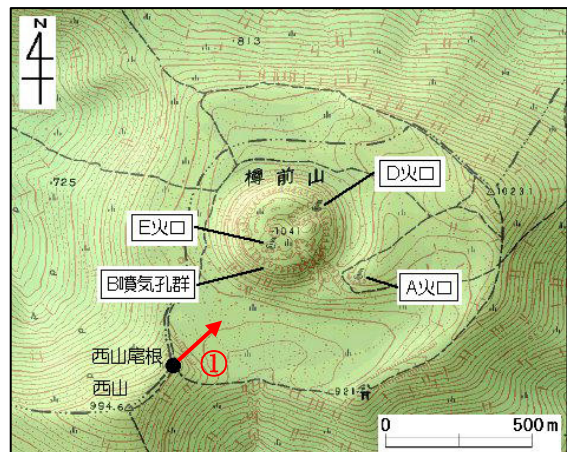 N
813
725
樽前山
D火口
1023.1
E火口
1041
B噴気孔群
A火口
西山尾根
①
西山
994.6
921
0 500m